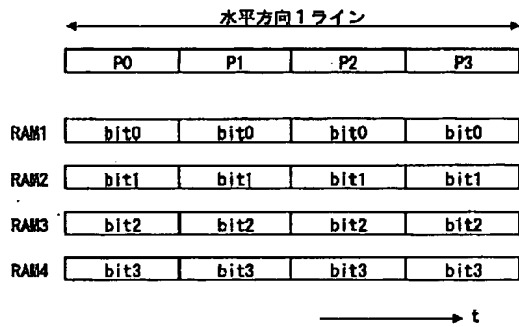 水平方向1ライン
P0 P1 P2 P3
RAM1 bit0 bit0 bit0 bit0
RAM2 bit1 bit1 bit1 bit1
RAM3 bit2 bit2 bit2 bit2
RAM4 bit3 bit3 bit3 bit3
t